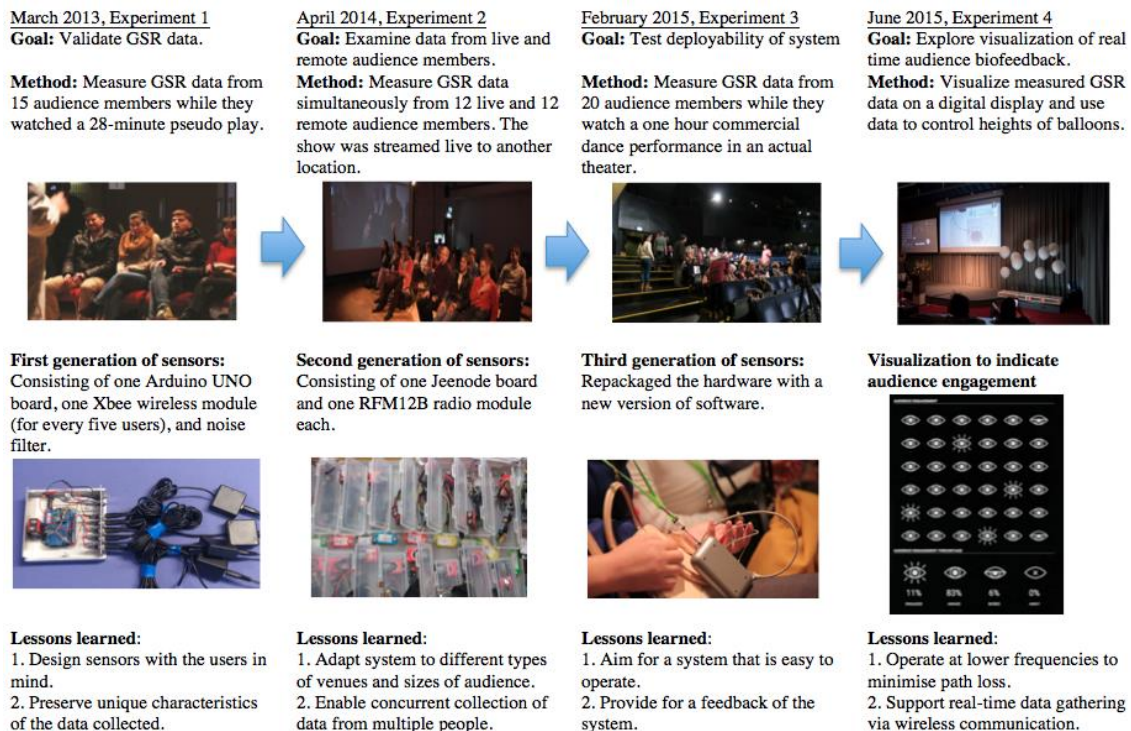 March 2013, Experiment 1
Goal: Validate GSR data.
Method: Measure GSR data from
15 audience members while they
watched a 28-minute pseudo play.
First generation of sensors:
Consisting of one Arduino UNO
board, one Xbee wireless module
(for every five users), and noise
filter.
Lessons learned:
1. Design sensors with the users in
mind.
2. Preserve unique characteristics
of the data collected.
April 2014, Experiment 2
Goal: Examine data from live and
remote audience members.
Method: Measure GSR data
simultaneously from 12 live and 12
remote audience members. The
show was streamed live to another
location.
Second generation of sensors:
Consisting of one Jeenode board
and one RFM12B radio module
each.
Lessons learned:
1. Adapt system to different types
of venues and sizes of audience.
2. Enable concurrent collection of
data from multiple people.
February 2015, Experiment 3
Goal: Test deployability of system
Method: Measure GSR data from
20 audience members while they
watch a one hour commercial
dance performance in an actual
theater.
Third generation of sensors:
Repackaged the hardware with a
new version of software.
Lessons learned:
1. Aim for a system that is easy to
operate.
2. Provide for a feedback of the
system.
June 2015, Experiment 4
Goal: Explore visualization of real
time audience biofeedback.
Method: Visualize measured GSR
data on a digital display and use
data to control heights of balloons.
Visualization to indicate
audience engagement
11% 83% 6% 0%
Lessons learned:
1. Operate at lower frequencies to
minimise path loss.
2. Support real-time data gathering
via wireless communication.